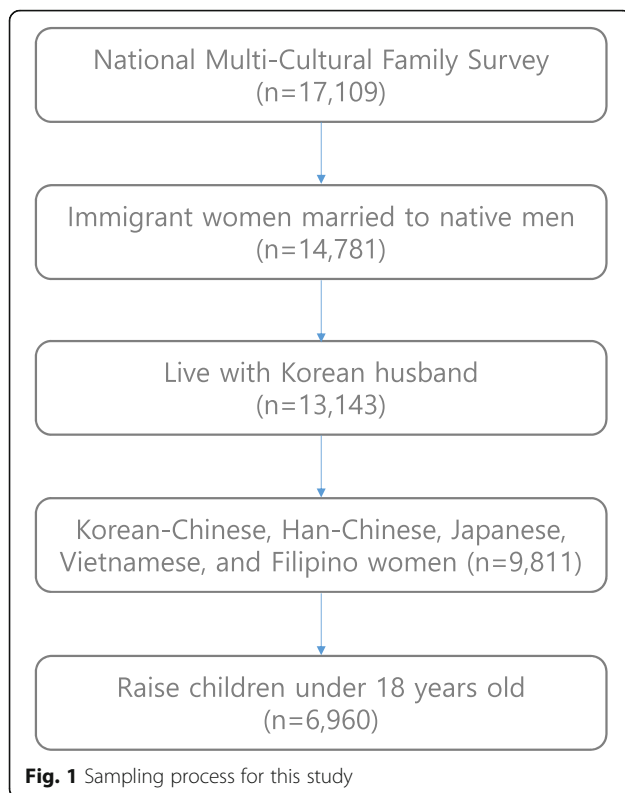 National Multi-Cultural Family Survey
(n=17,109)
Immigrant women married to native men
(n=14,781)
Live with Korean husband
(n=13,143)
Korean-Chinese, Han-Chinese, Japanese,
Vietnamese, and Filipino women (n=9,811)
Raise children under 18 years old
(n=6,960)
Fig. 1 Sampling process for this study